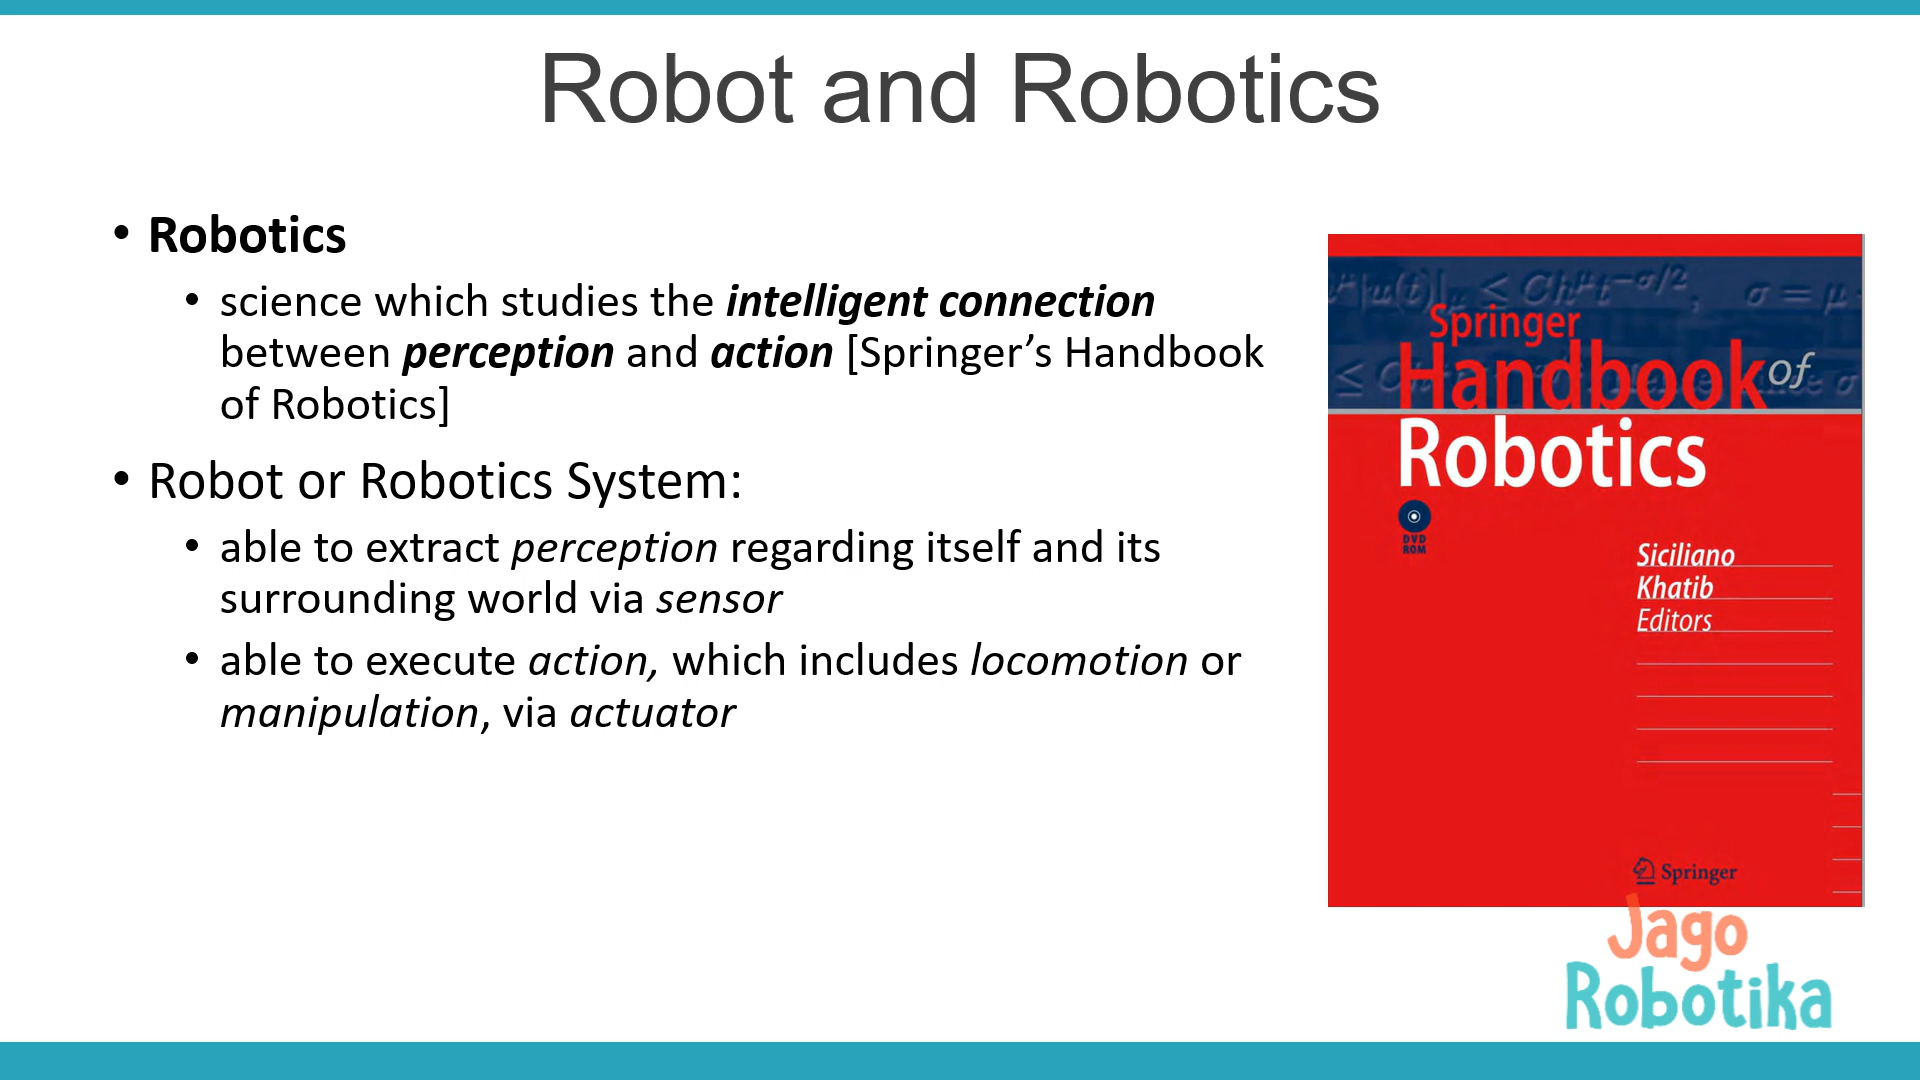 Robot and Robotics
• Robotics
• science which studies the intelligent connection
between perception and action [Springer’s Handbook
of Robotics]
• Robot or Robotics System:
• able to extract perception regarding itself and its
surrounding world via sensor
• able to execute action, which includes locomotion or
manipulation, via actuator
Springer
Handbook of
Robotics
DVD
ROM
Siciliano
Khatib
Editors
Springer
Jago
Robotika